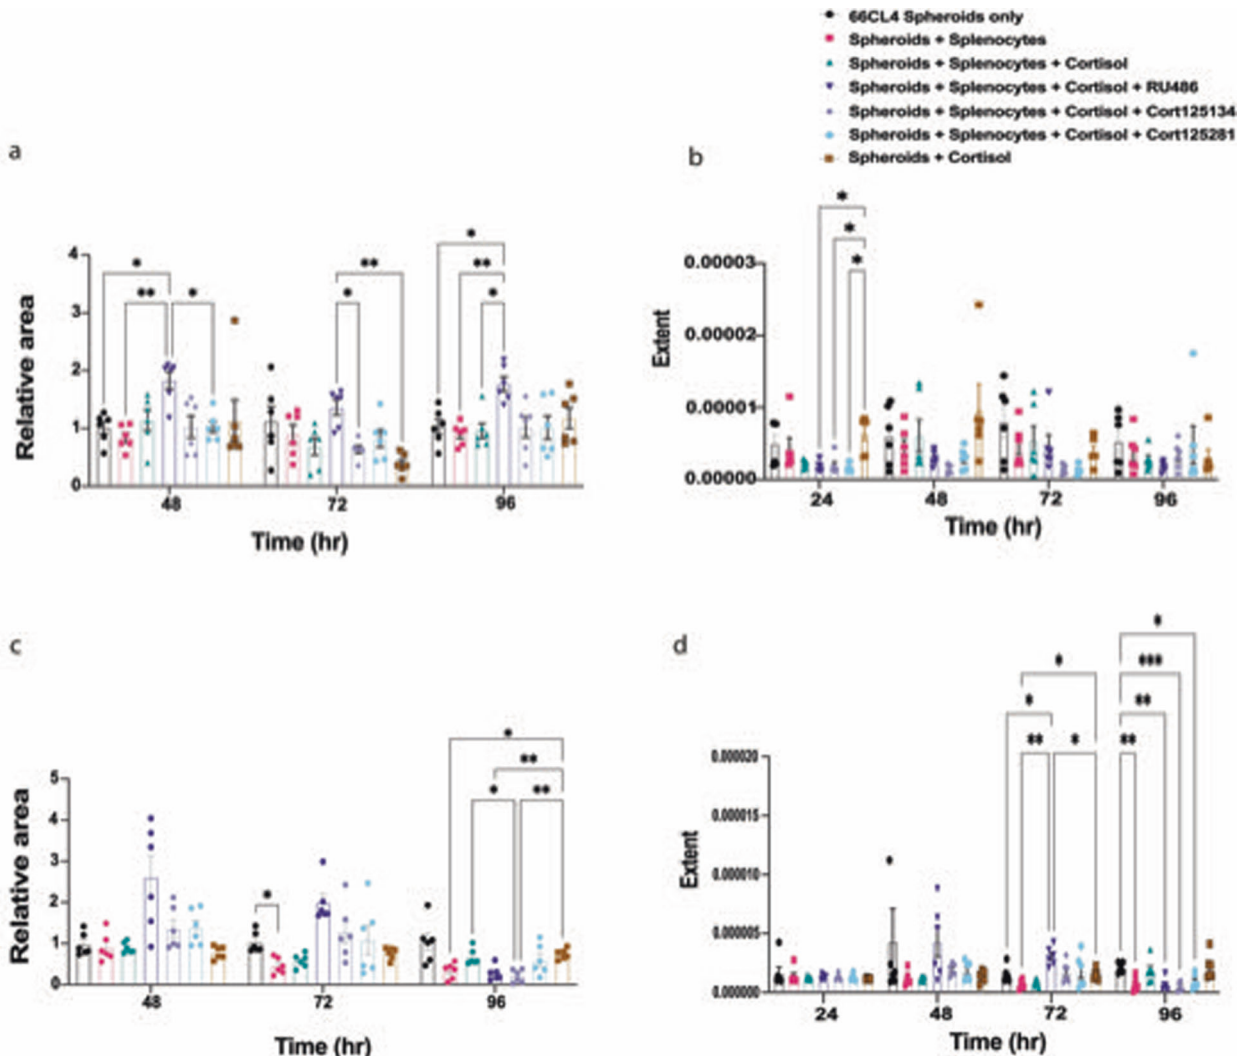 66CL4 Spheroids only
Spheroids + Splenocytes
Spheroids + Splenocytes + Cortisol
Spheroids + Splenocytes + Cortisol + RU486
Spheroids + Splenocytes + Cortisol + Cort125134
Spheroids + Splenocytes + Cortisol + Cort125281
Spheroids + Cortisol
a
Relative area
4
3
2
1
0
* ** * * ** * ** *
48 72 96
Time (hr)
b
Extent
0.00003
0.00002
0.00001
0.00000
*
*
*
24 48 72 96
Time (hr)
c
Relative area
5
4
3
2
1
0
* * ** * **
48 72 96
Time (hr)
d
Extent
0.000020
0.000015
0.000010
0.000005
0.000000
* ** * * * *** ** **
24 48 72 96
Time (hr)